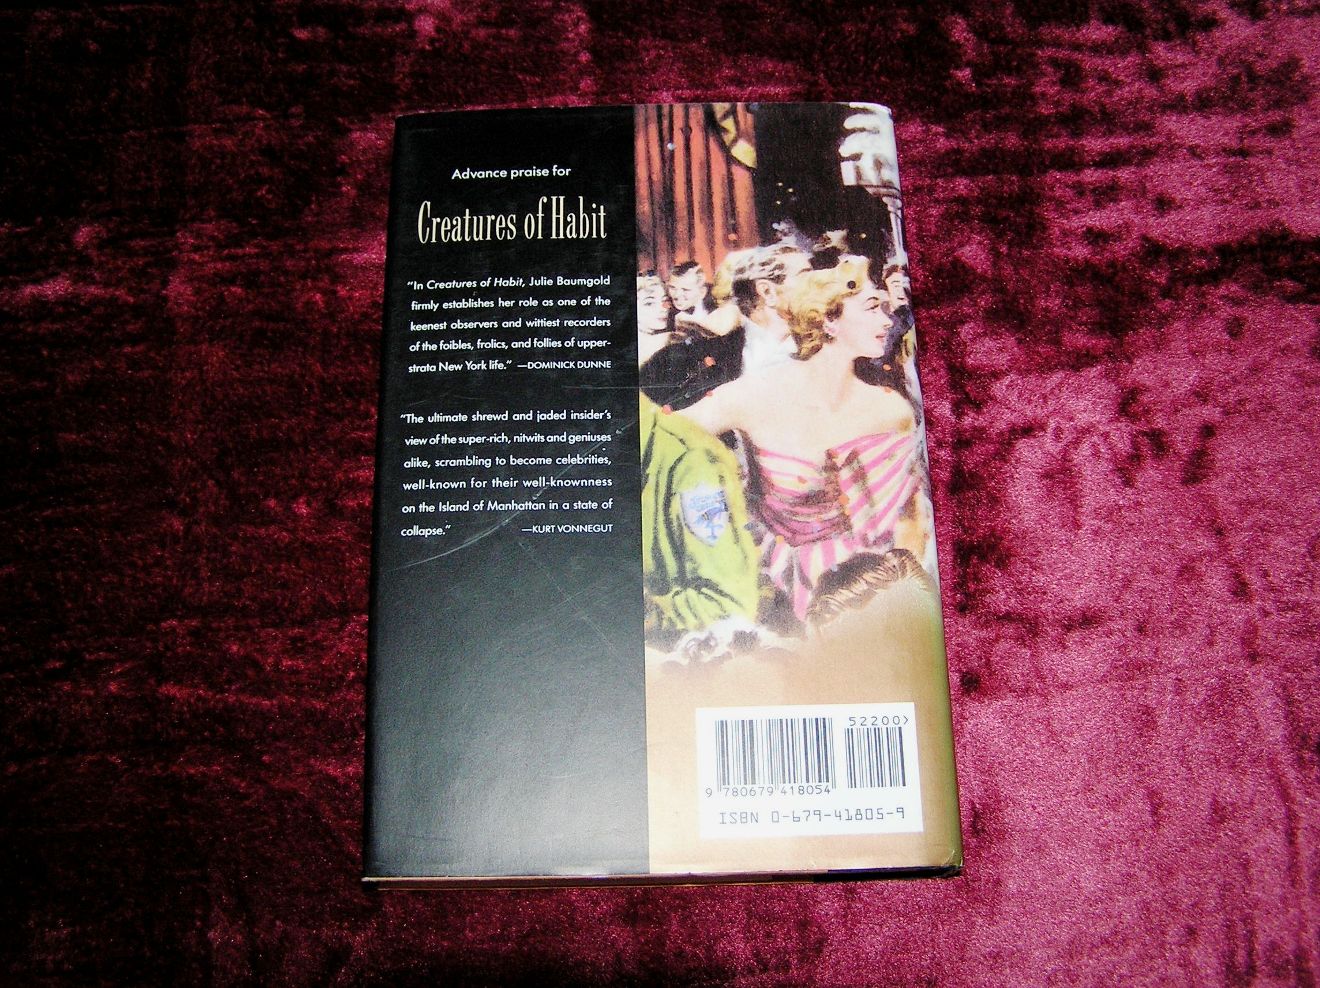 Advance praise for
Creatures of Habit
“In Creatures of Habit, Julie Baumgold
firmly establishes her role as one of the
keenest observers and wittiest recorders
of the foibles, frolics, and follies of upper-
strata New York life.” —DOMINICK DUNNE
“The ultimate shrewd and jaded insider’s
view of the super-rich, nitwits and geniuses
alike, scrambling to become celebrities,
well-known for their well-knownness
on the Island of Manhattan in a state of
collapse.” —KURT VONNEGUT
52200>
9 780679 418054
ISBN 0-679-41805-9